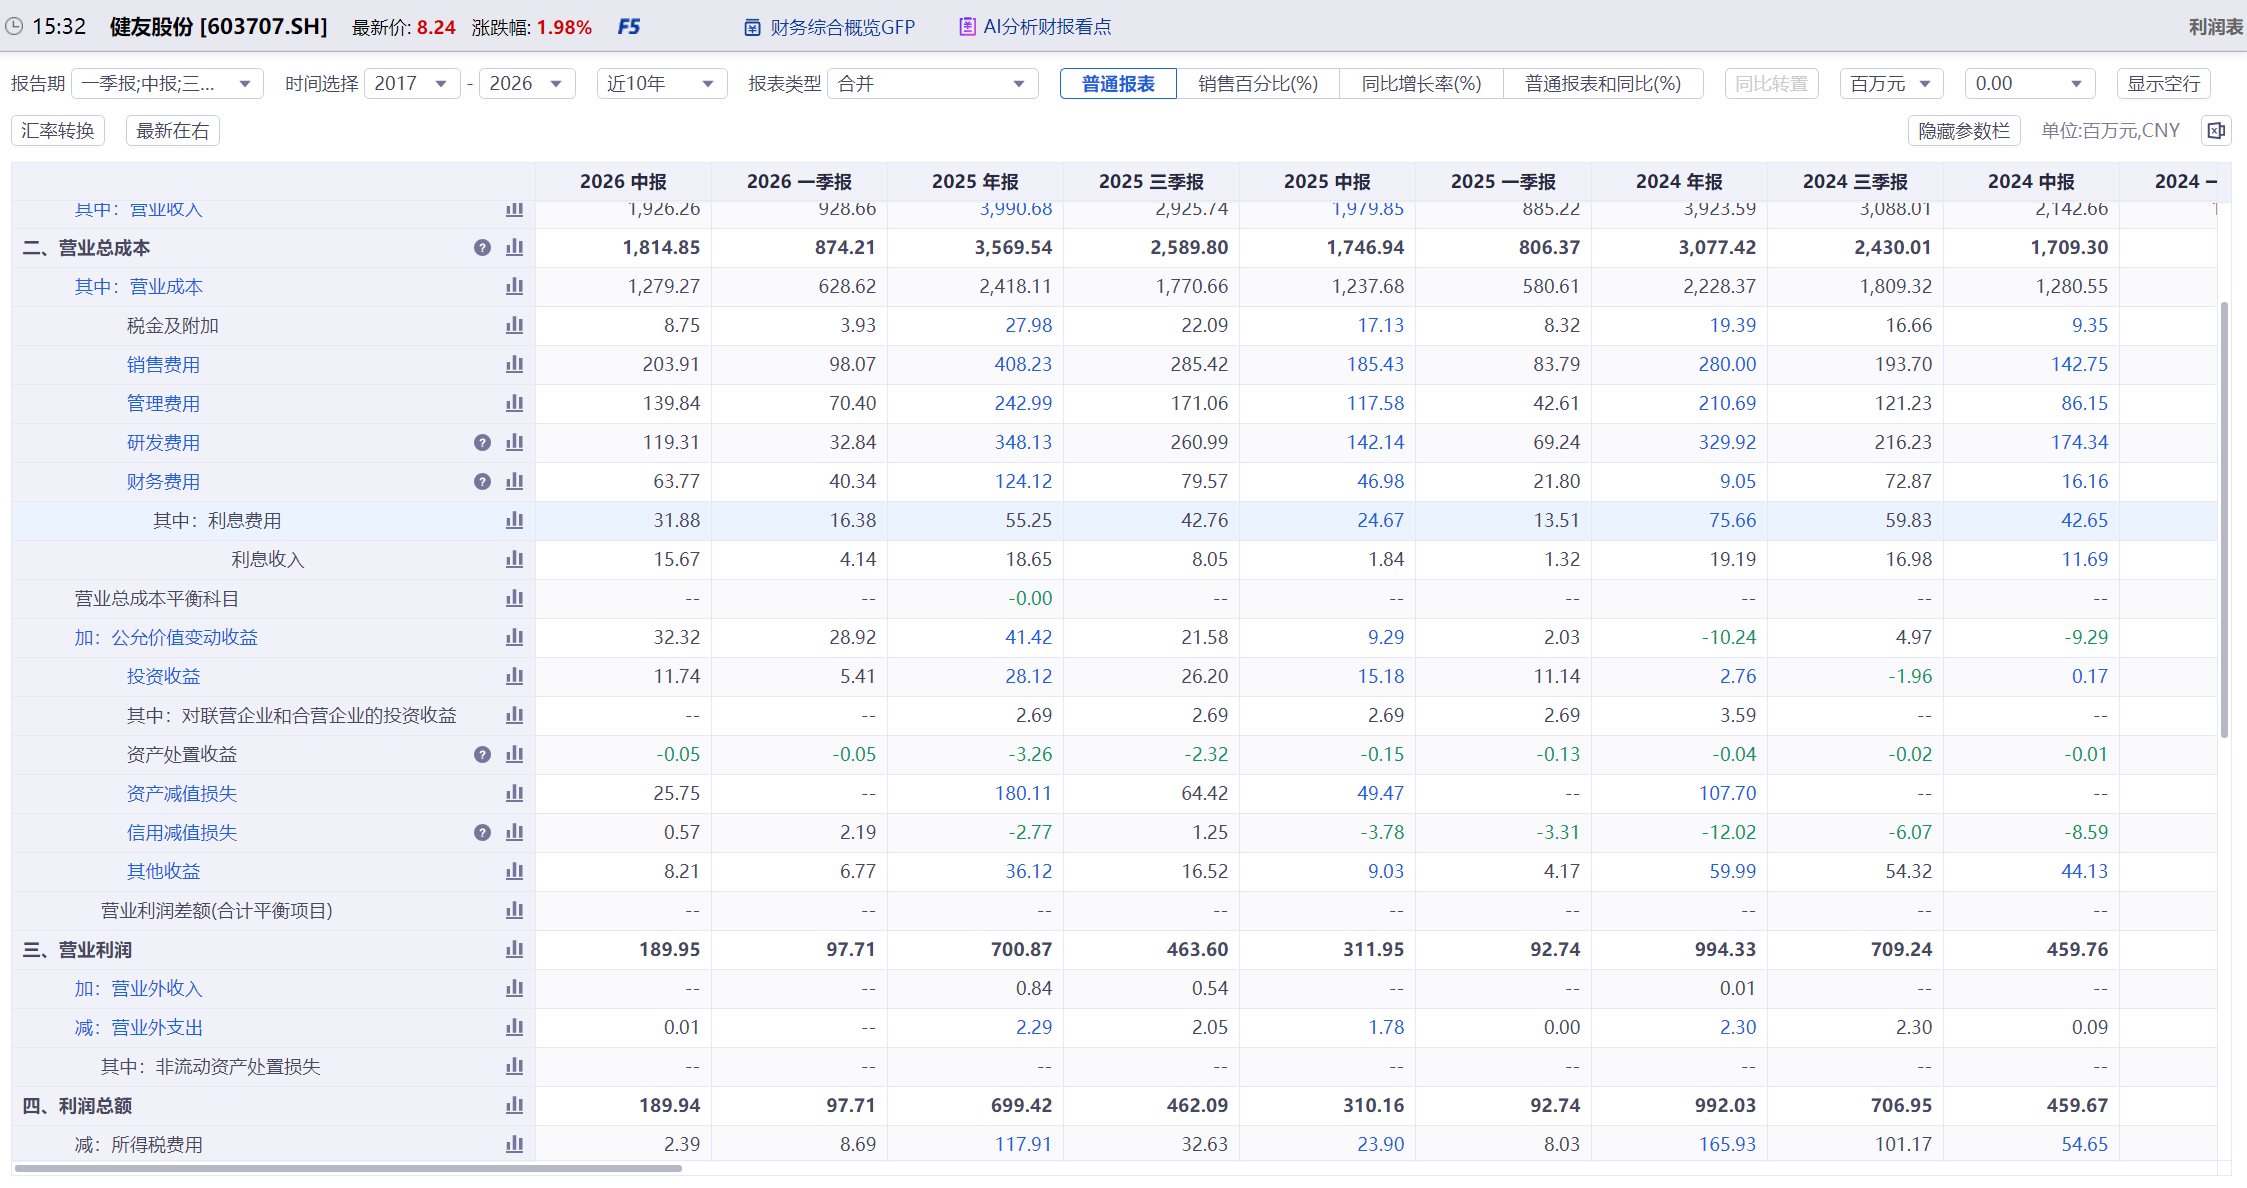 15:32 健友股份 [603707.SH] 最新价: 8.24 涨跌幅: 1.98% F5 财务综合概览GFP AI分析财报看点 利润表
报告期 一季报;中报;三... 时间选择 2017 - 2026 近10年 报表类型 合并 普通报表 销售百分比(%) 同比增长率(%) 普通报表和同比(%) 同比转置 百万元 0.00 显示空行
汇率转换 最新在右 隐藏参数栏 单位:百万元,CNY
2026 中报 2026 一季报 2025 年报 2025 三季报 2025 中报 2025 一季报 2024 年报 2024 三季报 2024 中报 2024 一
其中：营业收入 1,926.26 928.66 3,990.68 2,925.74 1,979.85 885.22 3,923.59 3,088.01 2,142.66
二、营业总成本 1,814.85 874.21 3,569.54 2,589.80 1,746.94 806.37 3,077.42 2,430.01 1,709.30
其中：营业成本 1,279.27 628.62 2,418.11 1,770.66 1,237.68 580.61 2,228.37 1,809.32 1,280.55
税金及附加 8.75 3.93 27.98 22.09 17.13 8.32 19.39 16.66 9.35
销售费用 203.91 98.07 408.23 285.42 185.43 83.79 280.00 193.70 142.75
管理费用 139.84 70.40 242.99 171.06 117.58 42.61 210.69 121.23 86.15
研发费用 119.31 32.84 348.13 260.99 142.14 69.24 329.92 216.23 174.34
财务费用 63.77 40.34 124.12 79.57 46.98 21.80 9.05 72.87 16.16
其中：利息费用 31.88 16.38 55.25 42.76 24.67 13.51 75.66 59.83 42.65
利息收入 15.67 4.14 18.65 8.05 1.84 1.32 19.19 16.98 11.69
营业总成本平衡科目 -- -- -0.00 -- -- -- -- -- --
加：公允价值变动收益 32.32 28.92 41.42 21.58 9.29 2.03 -10.24 4.97 -9.29
投资收益 11.74 5.41 28.12 26.20 15.18 11.14 2.76 -1.96 0.17
其中：对联营企业和合营企业的投资收益 -- -- 2.69 2.69 2.69 2.69 3.59 -- --
资产处置收益 -0.05 -0.05 -3.26 -2.32 -0.15 -0.13 -0.04 -0.02 -0.01
资产减值损失 25.75 -- 180.11 64.42 49.47 -- 107.70 -- --
信用减值损失 0.57 2.19 -2.77 1.25 -3.78 -3.31 -12.02 -6.07 -8.59
其他收益 8.21 6.77 36.12 16.52 9.03 4.17 59.99 54.32 44.13
营业利润差额(合计平衡项目) -- -- -- -- -- -- -- -- --
三、营业利润 189.95 97.71 700.87 463.60 311.95 92.74 994.33 709.24 459.76
加：营业外收入 -- -- 0.84 0.54 -- -- 0.01 -- --
减：营业外支出 0.01 -- 2.29 2.05 1.78 0.00 2.30 2.30 0.09
其中：非流动资产处置损失 -- -- -- -- -- -- -- -- --
四、利润总额 189.94 97.71 699.42 462.09 310.16 92.74 992.03 706.95 459.67
减：所得税费用 2.39 8.69 117.91 32.63 23.90 8.03 165.93 101.17 54.65